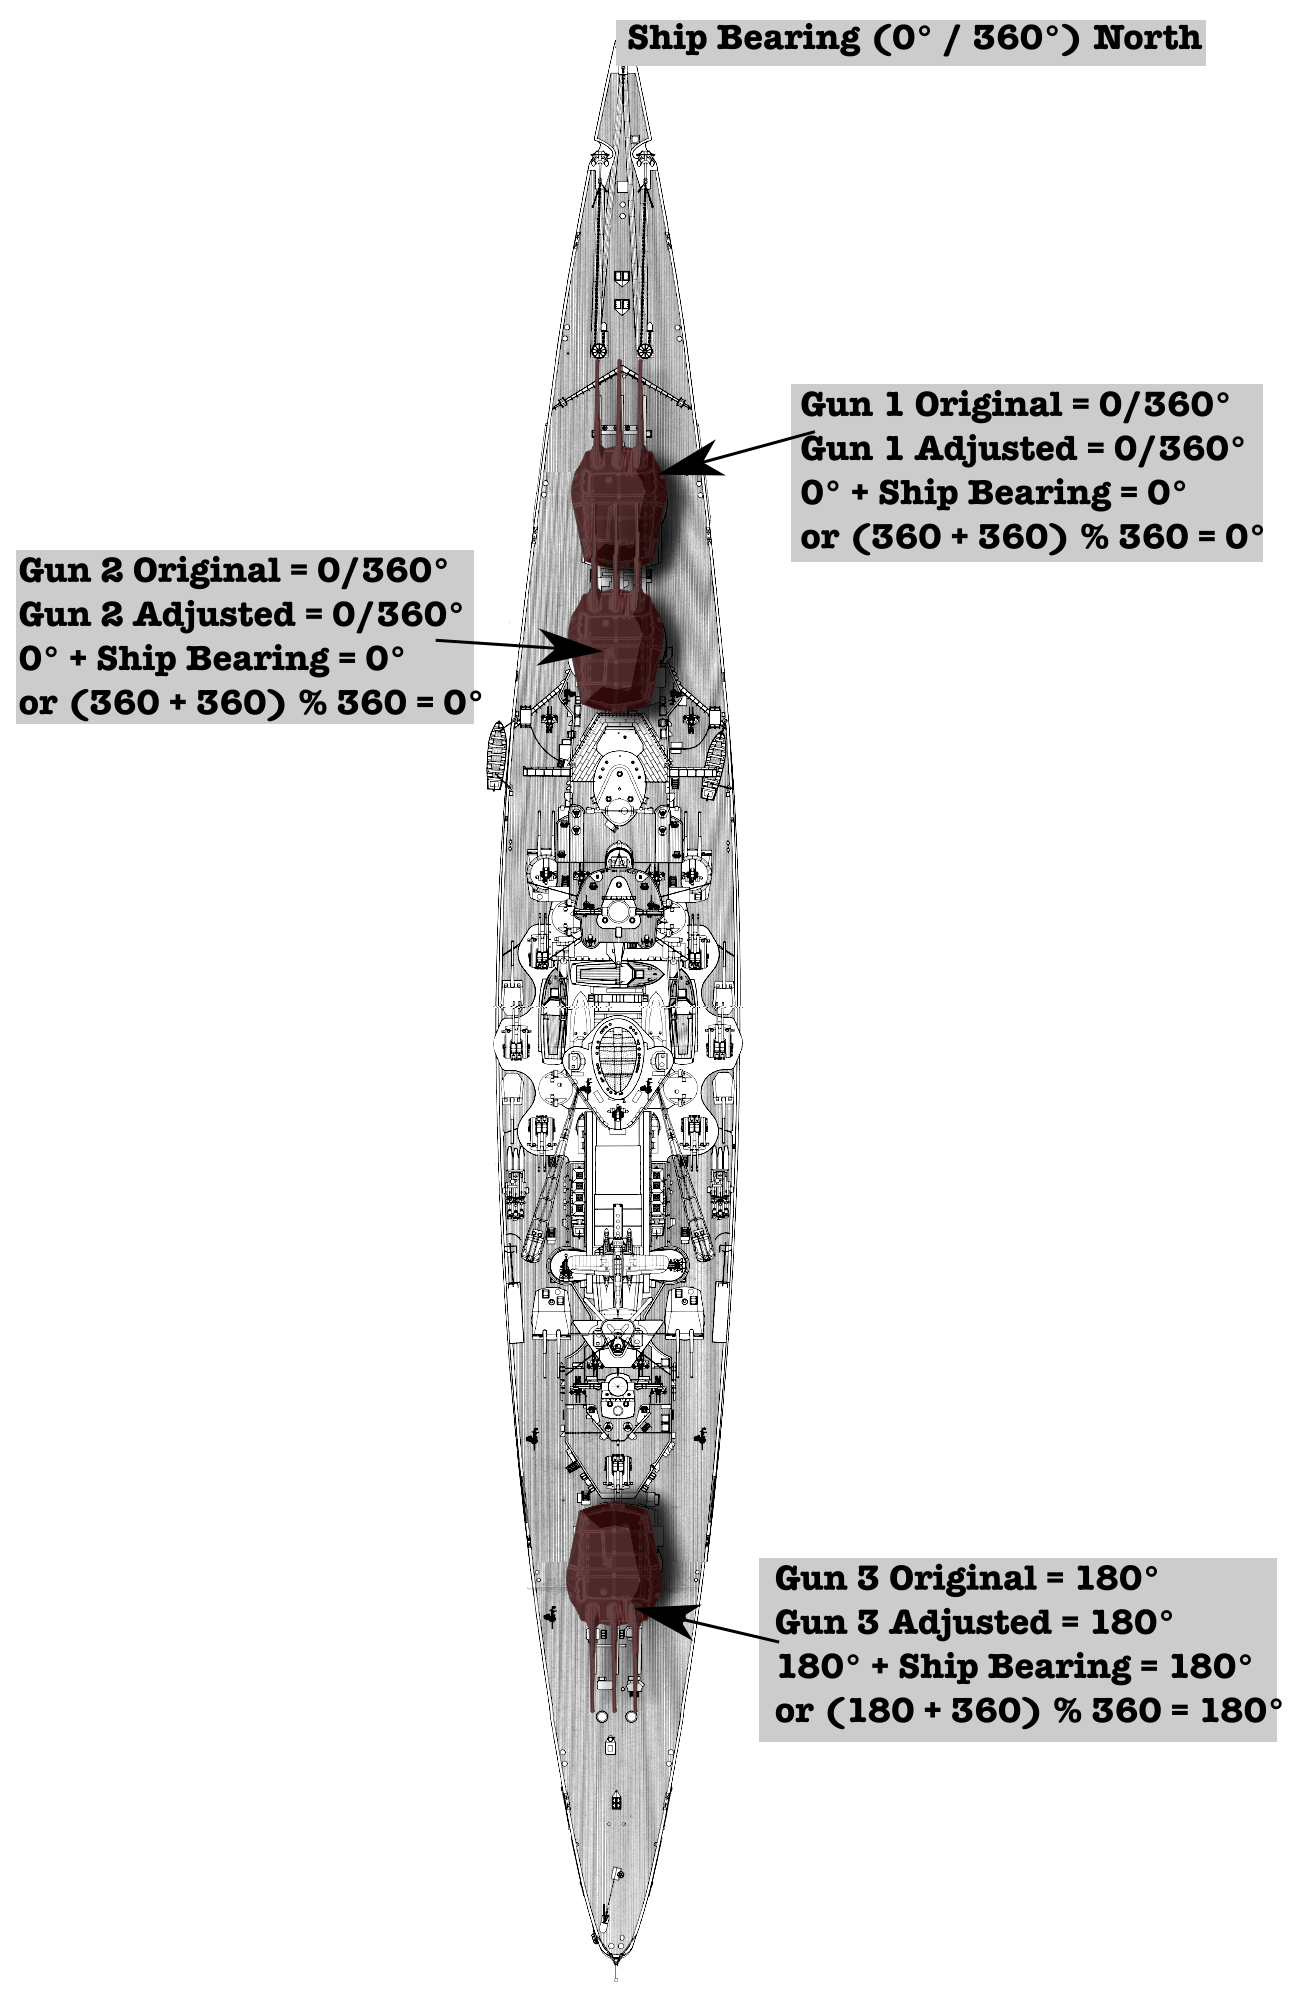 Ship Bearing (0° / 360°) North
Gun 1 Original = 0/360°
Gun 1 Adjusted = 0/360°
0° + Ship Bearing = 0°
or (360 + 360) % 360 = 0°
Gun 2 Original = 0/360°
Gun 2 Adjusted = 0/360°
0° + Ship Bearing = 0°
or (360 + 360) % 360 = 0°
Gun 3 Original = 180°
Gun 3 Adjusted = 180°
180° + Ship Bearing = 180°
or (180 + 360) % 360 = 180°